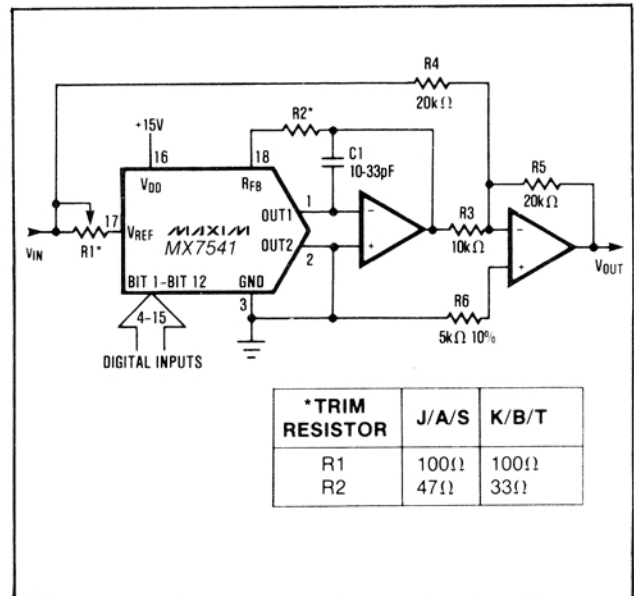 R4
20kΩ
R2*
+15V
C1
10-33pF
16
18
VDD
RFB
R5
20kΩ
1
OUT1
−
R3
10kΩ
−
17
VREF
MAXIM
MX7541
VIN
R1*
OUT2
2
+
+
VOUT
BIT 1–BIT 12
GND
3
R6
5kΩ 10%
4–15
DIGITAL INPUTS
*TRIM RESISTOR J/A/S K/B/T
R1 100Ω 100Ω
R2 47Ω 33Ω